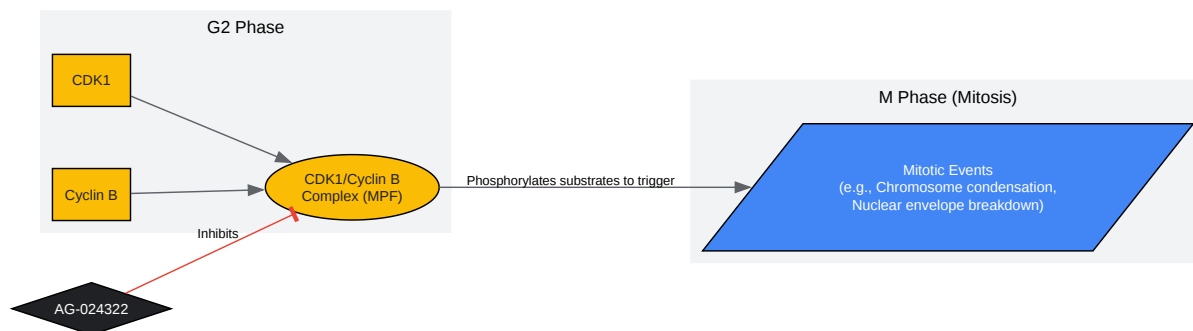 G2 Phase
CDK1
Cyclin B
CDK1/Cyclin B
Complex (MPF)
Phosphorylates substrates to trigger
M Phase (Mitosis)
Mitotic Events
(e.g., Chromosome condensation,
Nuclear envelope breakdown)
Inhibits
AG-024322